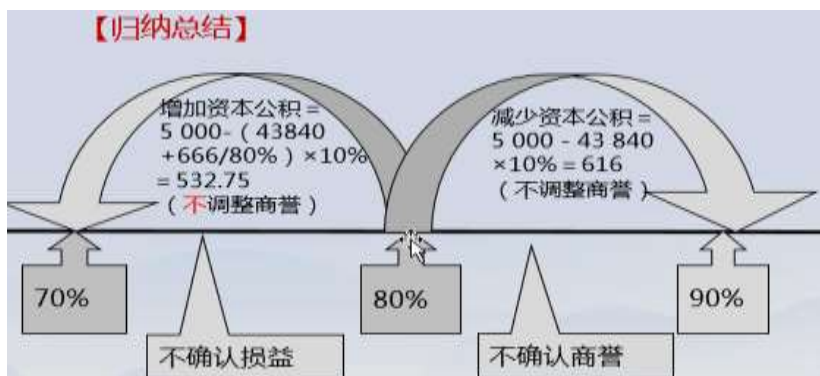 【归纳总结】
增加资本公积=
5 000-（43840
+666/80%）×10%
= 532.75
（不调整商誉）
减少资本公积=
5 000 - 43 840
×10% = 616
（不调整商誉）
70%
80%
90%
不确认损益
不确认商誉